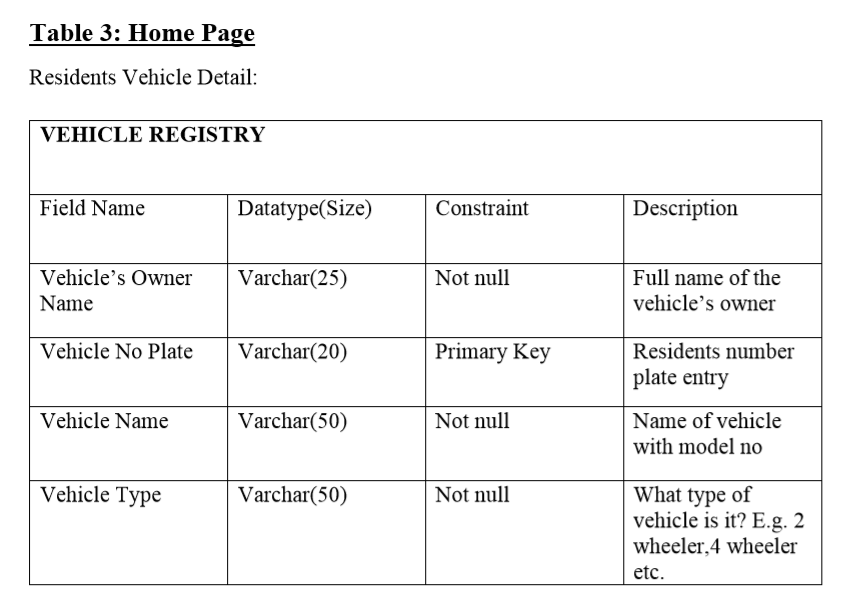 Table 3: Home Page
Residents Vehicle Detail:
VEHICLE REGISTRY
Field Name
Datatype(Size)
Constraint
Description
Vehicle’s Owner
Name
Varchar(25)
Not null
Full name of the
vehicle’s owner
Vehicle No Plate
Varchar(20)
Primary Key
Residents number
plate entry
Vehicle Name
Varchar(50)
Not null
Name of vehicle
with model no
Vehicle Type
Varchar(50)
Not null
What type of
vehicle is it? E.g. 2
wheeler,4 wheeler
etc.